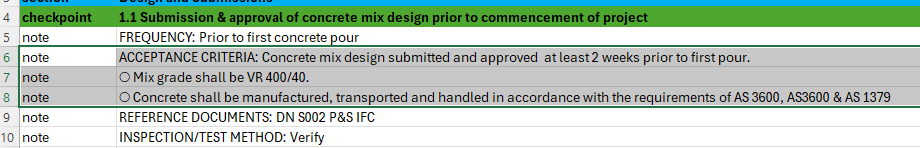 section Design and Submissions
4 checkpoint 1.1 Submission & approval of concrete mix design prior to commencement of project
5 note FREQUENCY: Prior to first concrete pour
6 note ACCEPTANCE CRITERIA: Concrete mix design submitted and approved  at least 2 weeks prior to first pour.
7 note ○ Mix grade shall be VR 400/40.
8 note ○ Concrete shall be manufactured, transported and handled in accordance with the requirements of AS 3600, AS3600 & AS 1379
9 note REFERENCE DOCUMENTS: DN S002 P&S IFC
10 note INSPECTION/TEST METHOD: Verify